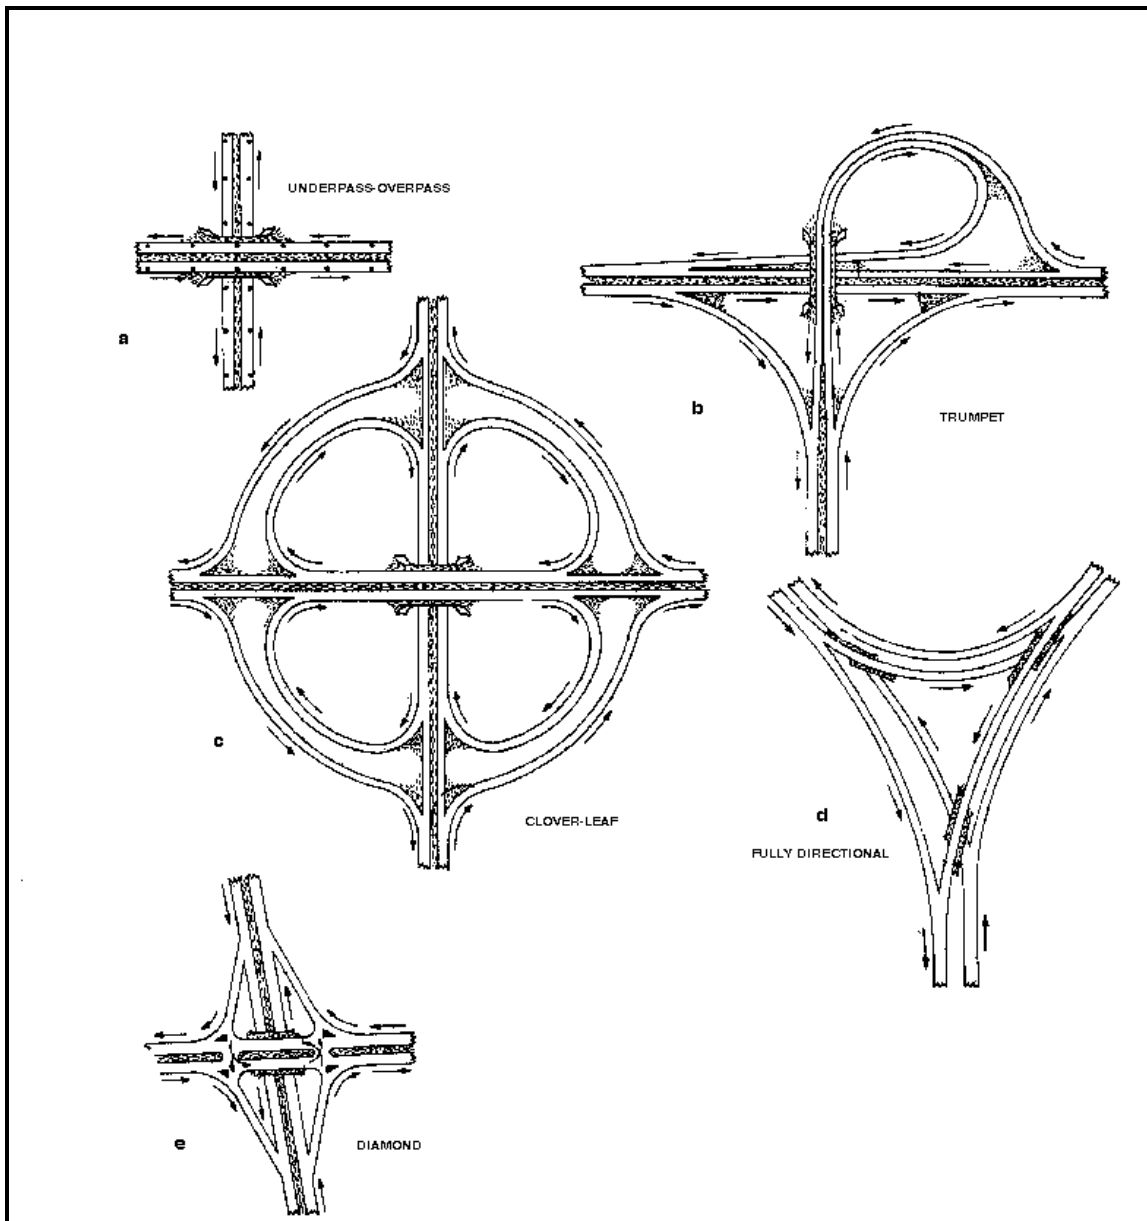 UNDERPASS-OVERPASS
a
b
TRUMPET
c
CLOVER-LEAF
d
FULLY DIRECTIONAL
e
DIAMOND